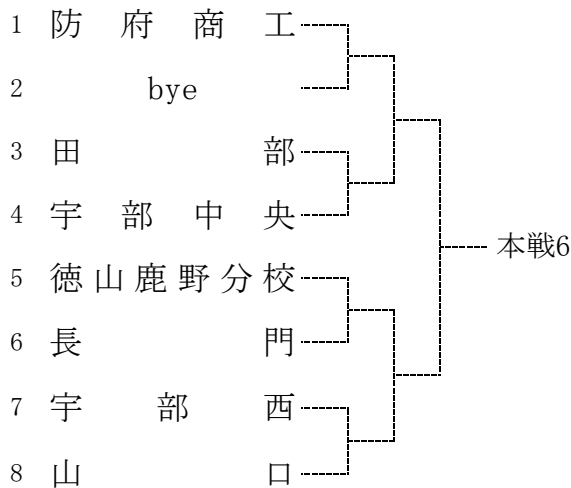 1 防府商工
2 bye
3 田部
4 宇部中央
本戦6
5 徳山鹿野分校
6 長門
7 宇部西
8 山口